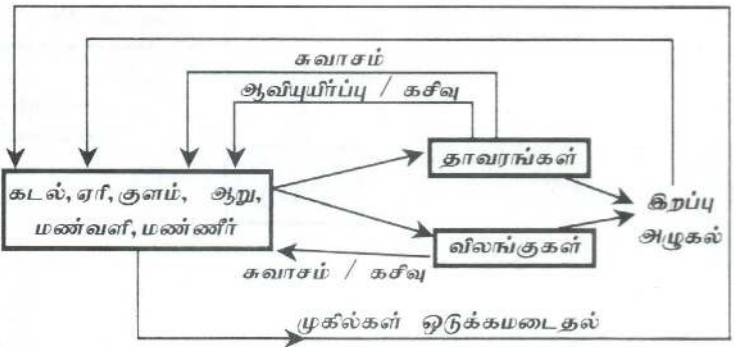 சுவாசம்
ஆவியுயிர்ப்பு / கசிவு
தாவரங்கள்
கடல், ஏரி, குளம், ஆறு,
மண்வளி, மண்ணீர்
இறப்பு
அழுகல்
விலங்குகள்
சுவாசம் / கசிவு
முகில்கள் ஒடுக்கமடைதல்